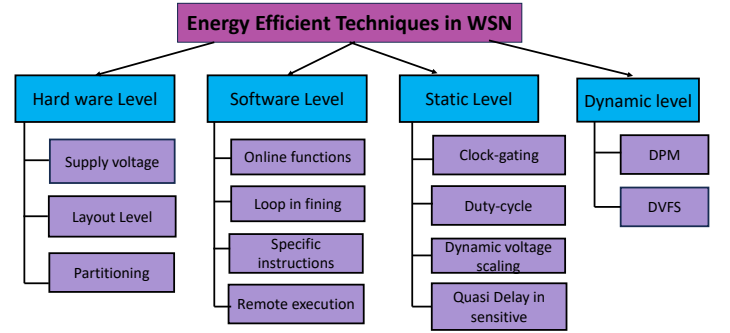 Energy Efficient Techniques in WSN
Hard ware Level
Software Level
Static Level
Dynamic level
Supply voltage
Layout Level
Partitioning
Online functions
Loop in fining
Specific
instructions
Remote execution
Clock-gating
Duty-cycle
Dynamic voltage
scaling
Quasi Delay in
sensitive
DPM
DVFS